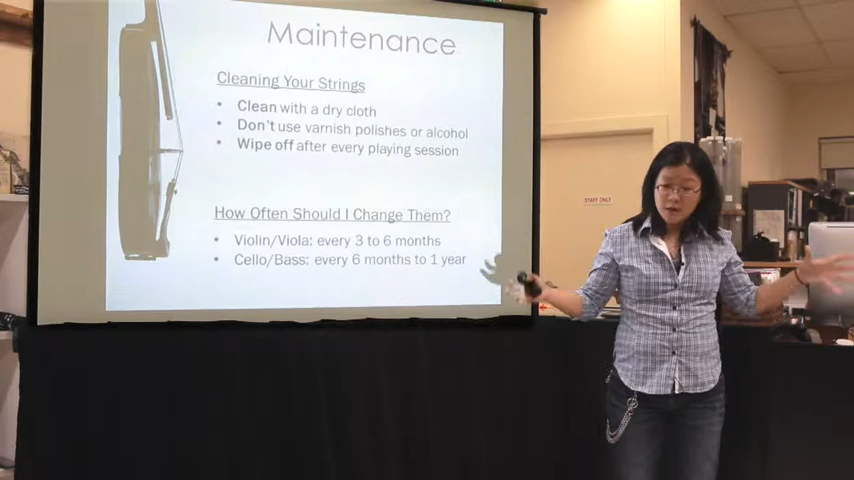 Maintenance
Cleaning Your Strings
• Clean with a dry cloth
• Don't use varnish polishes or alcohol
• Wipe off after every playing session
How Often Should I Change Them?
• Violin/Viola: every 3 to 6 months
• Cello/Bass: every 6 months to 1 year
STAFF ONLY